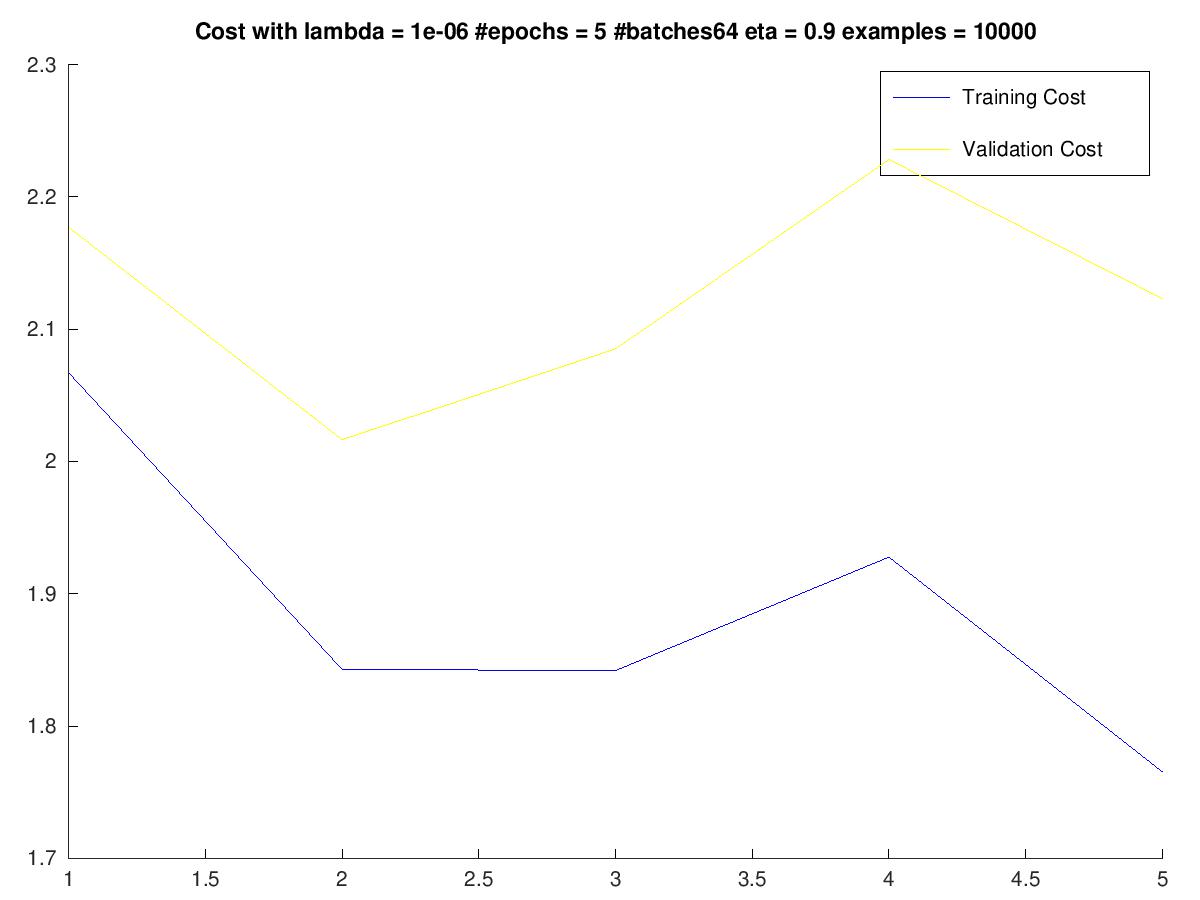 Cost with lambda = 1e-06 #epochs = 5 #batches64 eta = 0.9 examples = 10000
2.3
Training Cost
Validation Cost
2.2
2.1
2
1.9
1.8
1.7
1 1.5 2 2.5 3 3.5 4 4.5 5